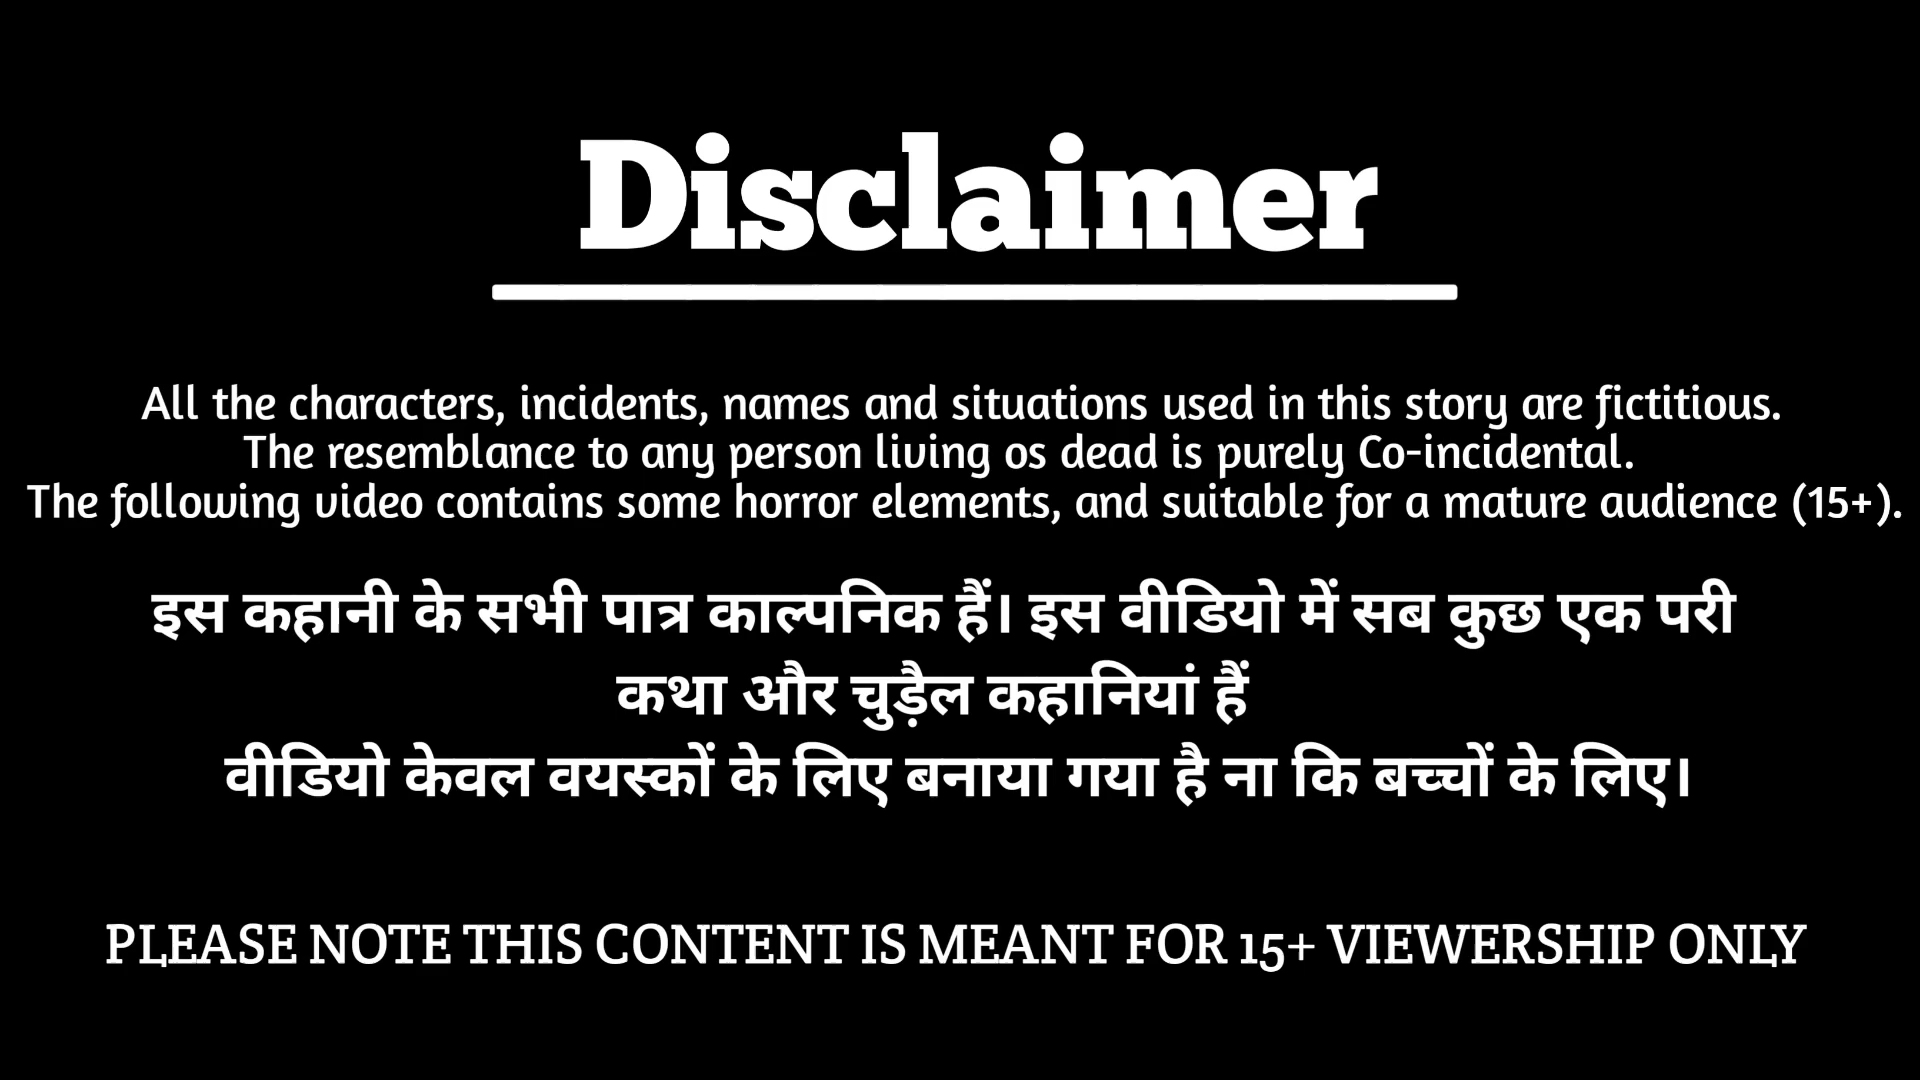 Disclaimer
All the characters, incidents, names and situations used in this story are fictitious.
The resemblance to any person living os dead is purely Co-incidental.
The following video contains some horror elements, and suitable for a mature audience (15+).
इस कहानी के सभी पात्र काल्पनिक हैं। इस वीडियो में सब कुछ एक परी
कथा और चुड़ैल कहानियां हैं
वीडियो केवल वयस्कों के लिए बनाया गया है ना कि बच्चों के लिए।
PLEASE NOTE THIS CONTENT IS MEANT FOR 15+ VIEWERSHIP ONLY